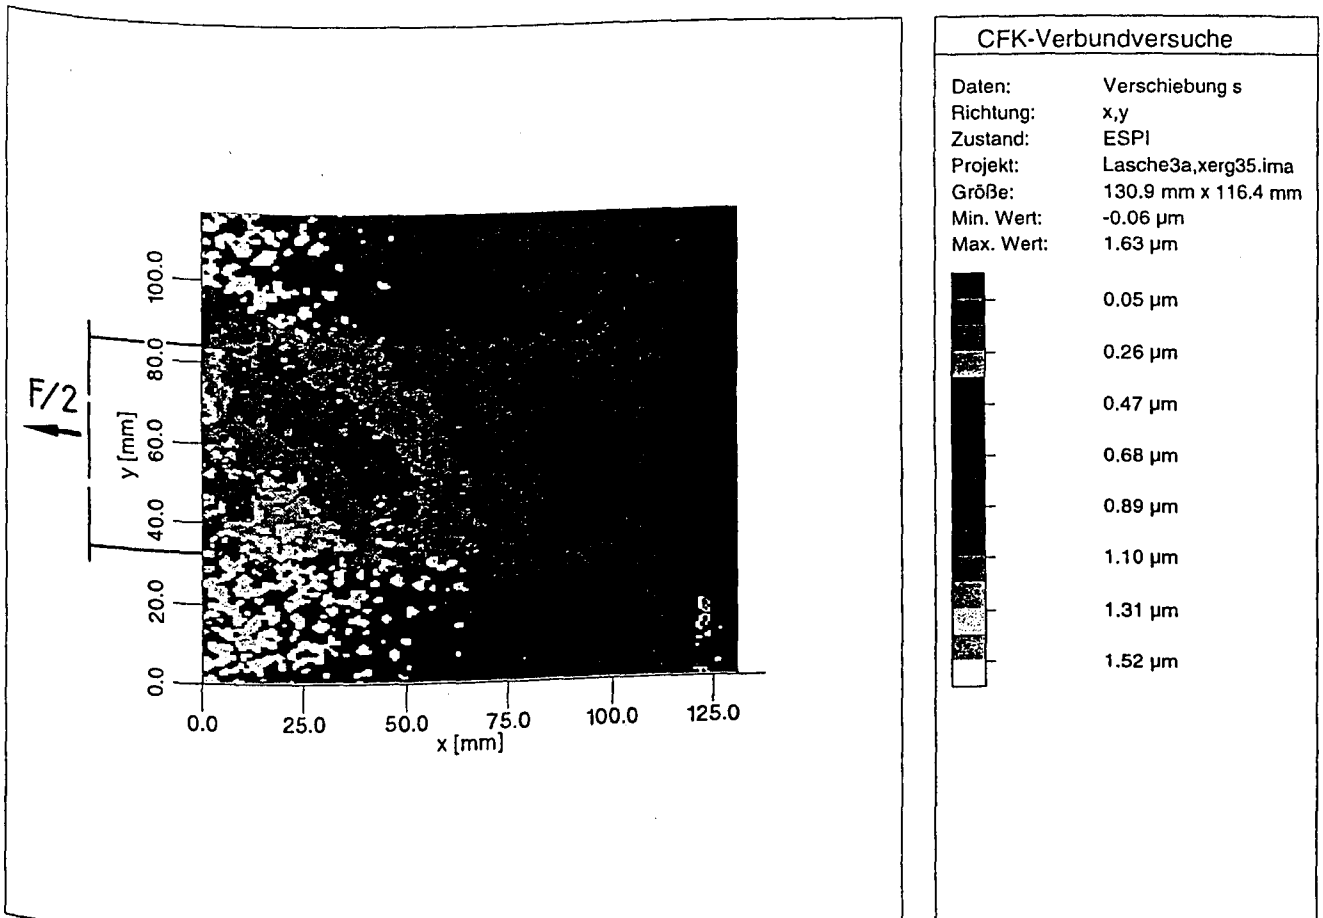 CFK-Verbundversuche
Daten: Verschiebung s
Richtung: x,y
Zustand: ESPI
Projekt: Lasche3a,xerg35.ima
Größe: 130.9 mm x 116.4 mm
Min. Wert: -0.06 µm
Max. Wert: 1.63 µm
0.05 µm
0.26 µm
0.47 µm
0.68 µm
0.89 µm
1.10 µm
1.31 µm
1.52 µm
F/2
y [mm]
100.0
80.0
60.0
40.0
20.0
0.0
0.0 25.0 50.0 75.0 100.0 125.0
x [mm]